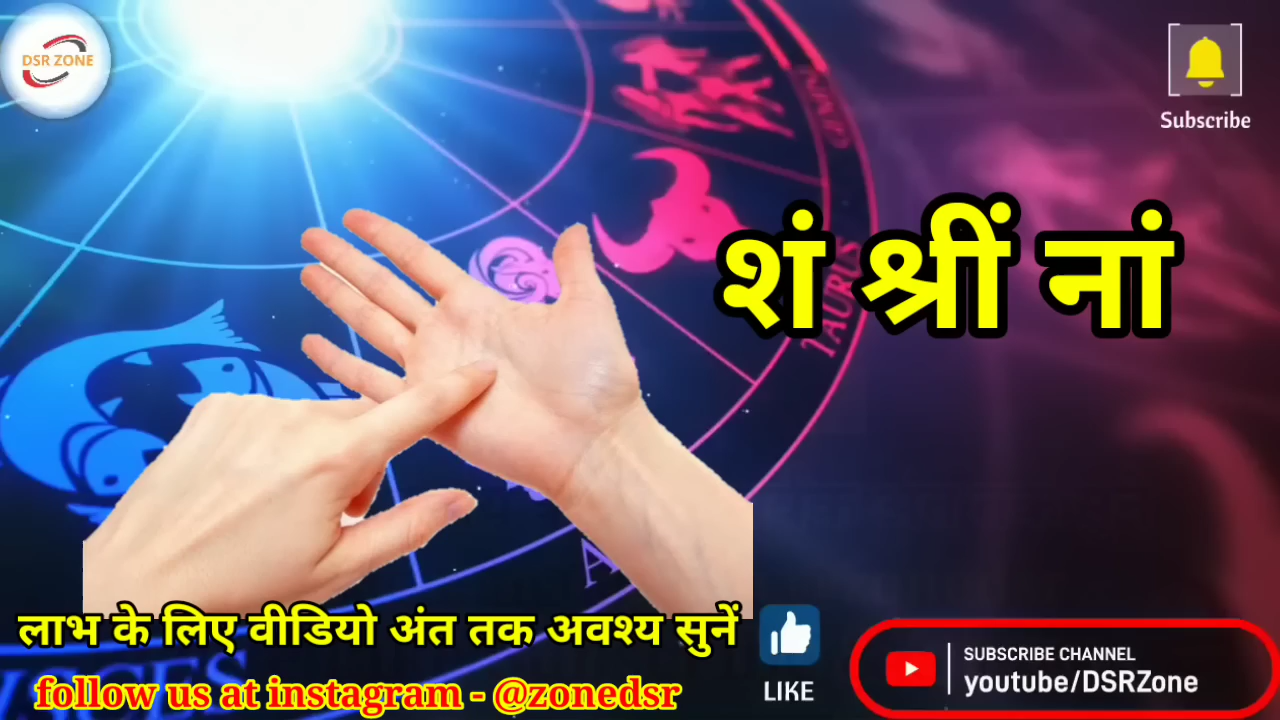 DSR ZONE
Subscribe
शं श्रीं नां
TAURUS
लाभ के लिए वीडियो अंत तक अवश्य सुनें
follow us at instagram - @zonedsr
LIKE
SUBSCRIBE CHANNEL
youtube/DSRZone